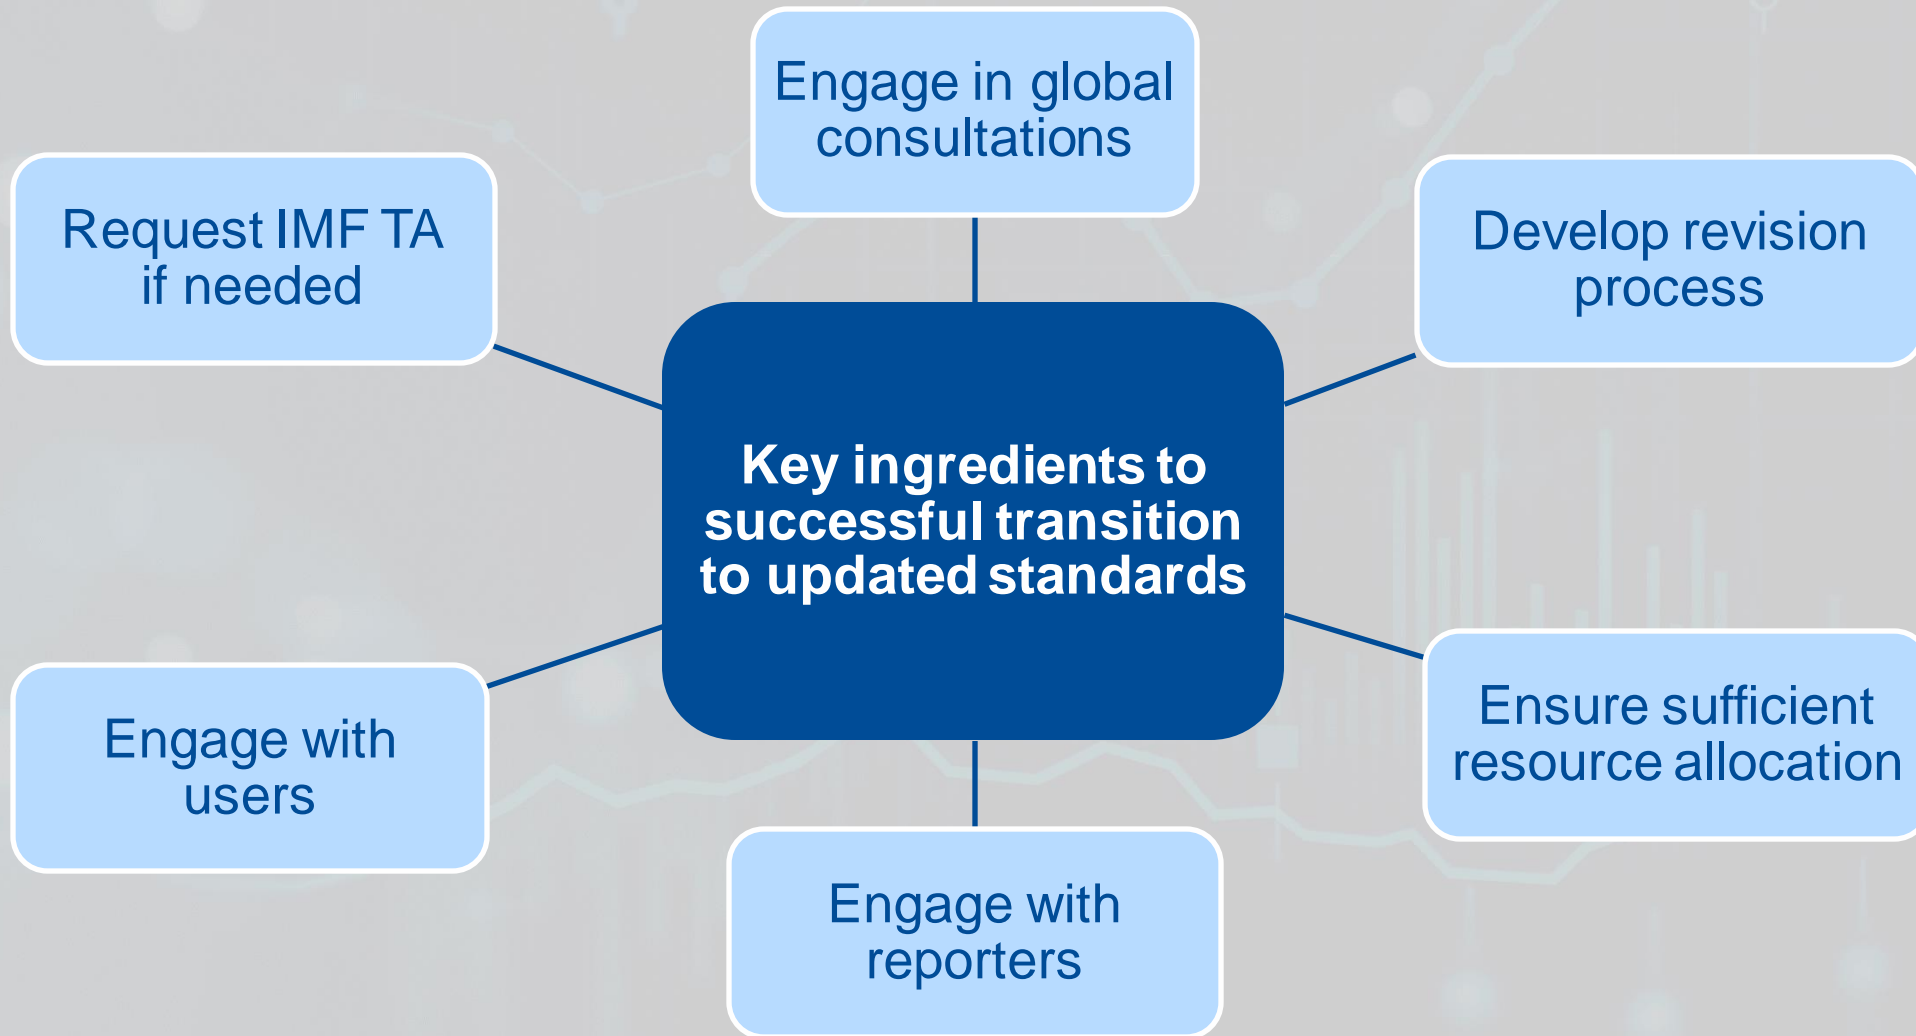 Engage in global
consultations
Request IMF TA
if needed
Develop revision
process
Key ingredients to
successful transition
to updated standards
Engage with
users
Ensure sufficient
resource allocation
Engage with
reporters